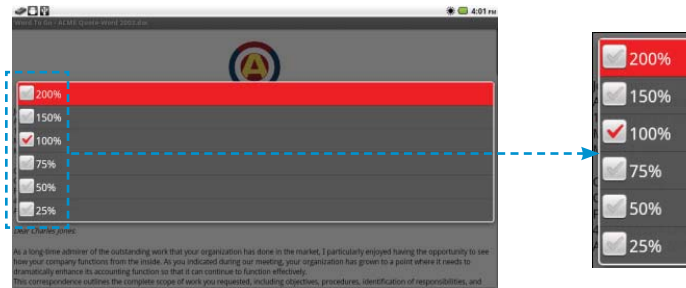 4:01 PM
Word To Go - ACME Quote-Word 2003.doc
A
200%
150%
100%
75%
50%
25%
Dear Charles Jones
As a long-time admirer of the outstanding work that your organization has done in the market, I particularly enjoyed having the opportunity to see
how your company functions from the inside. As you indicated during our meeting, your organization has grown to a point where it needs to
dramatically enhance its accounting function so that it can continue to function effectively.
This correspondence outlines the complete scope of work you requested, including objectives, procedures, identification of responsibilities, and
200%
150%
100%
75%
50%
25%